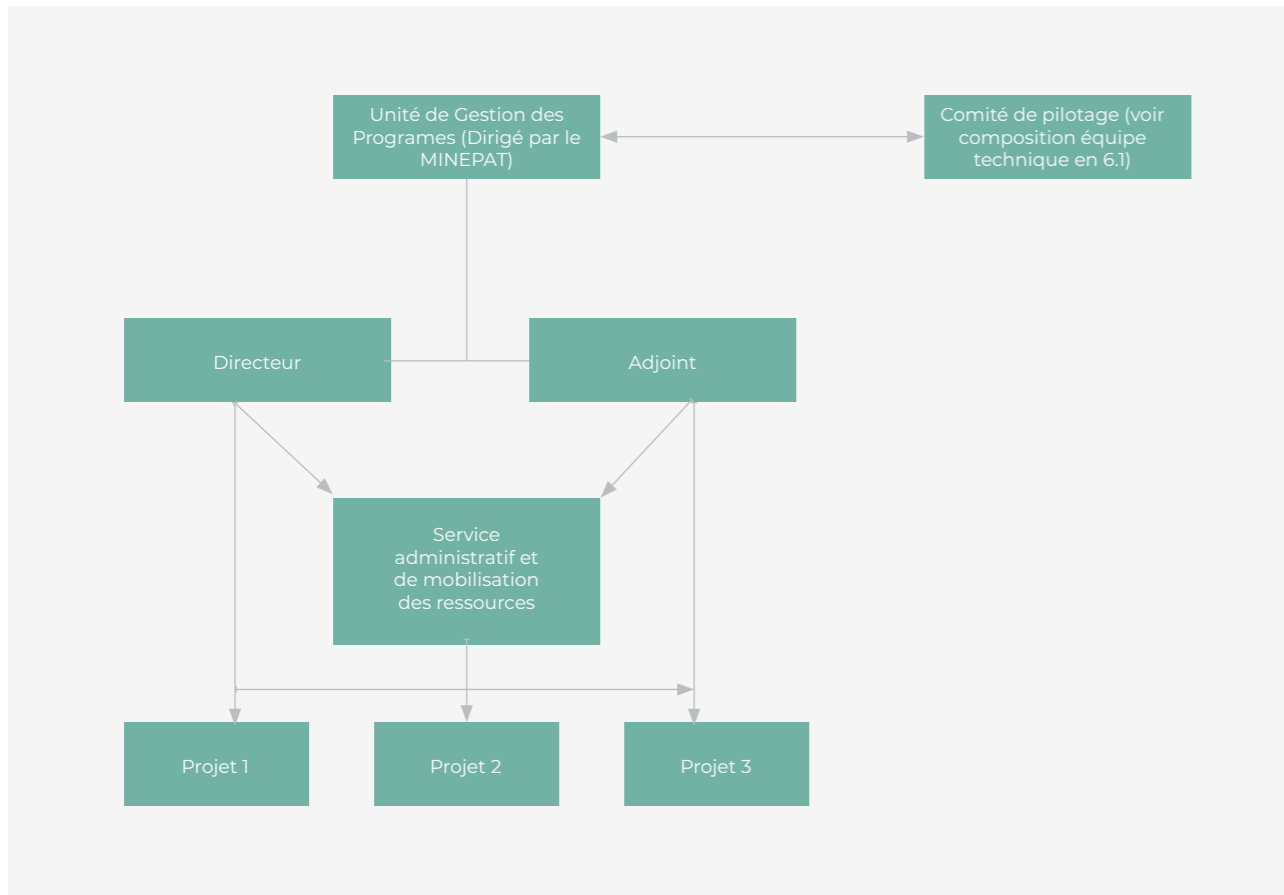 Unité de Gestion des
Programes (Dirigé par le
MINEPAT)
Comité de pilotage (voir
composition équipe
technique en 6.1)
Directeur
Adjoint
Service
administratif et
de mobilisation
des ressources
Projet 1
Projet 2
Projet 3